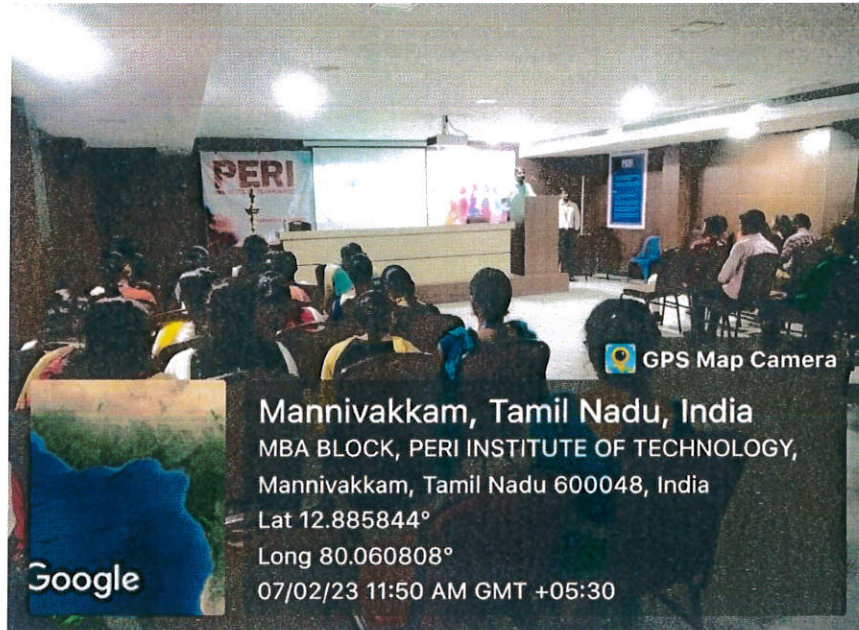 PERI
GPS Map Camera
Mannivakkam, Tamil Nadu, India
MBA BLOCK, PERI INSTITUTE OF TECHNOLOGY,
Mannivakkam, Tamil Nadu 600048, India
Lat 12.885844°
Long 80.060808°
07/02/23 11:50 AM GMT +05:30
Google